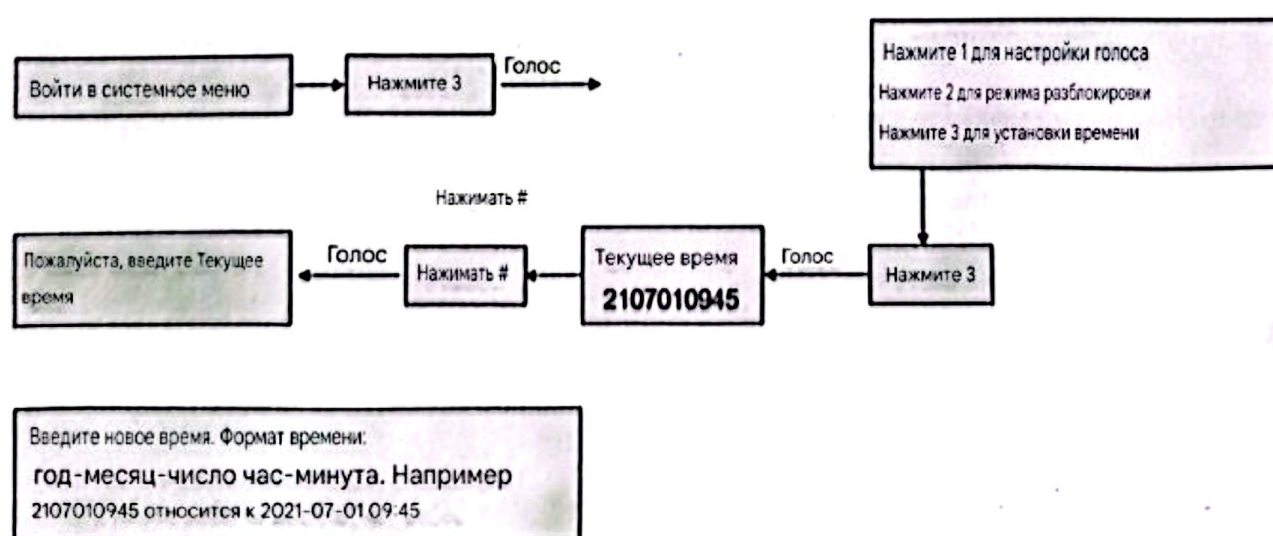 Войти в системное меню
Нажмите 3
Голос
Нажмите 1 для настройки голоса
Нажмите 2 для режима разблокировки
Нажмите 3 для установки времени
Нажимать #
Пожалуйста, введите Текущее
время
Голос
Нажимать #
Текущее время
2107010945
Голос
Нажмите 3
Введите новое время. Формат времени:
год-месяц-число час-минута. Например
2107010945 относится к 2021-07-01 09:45